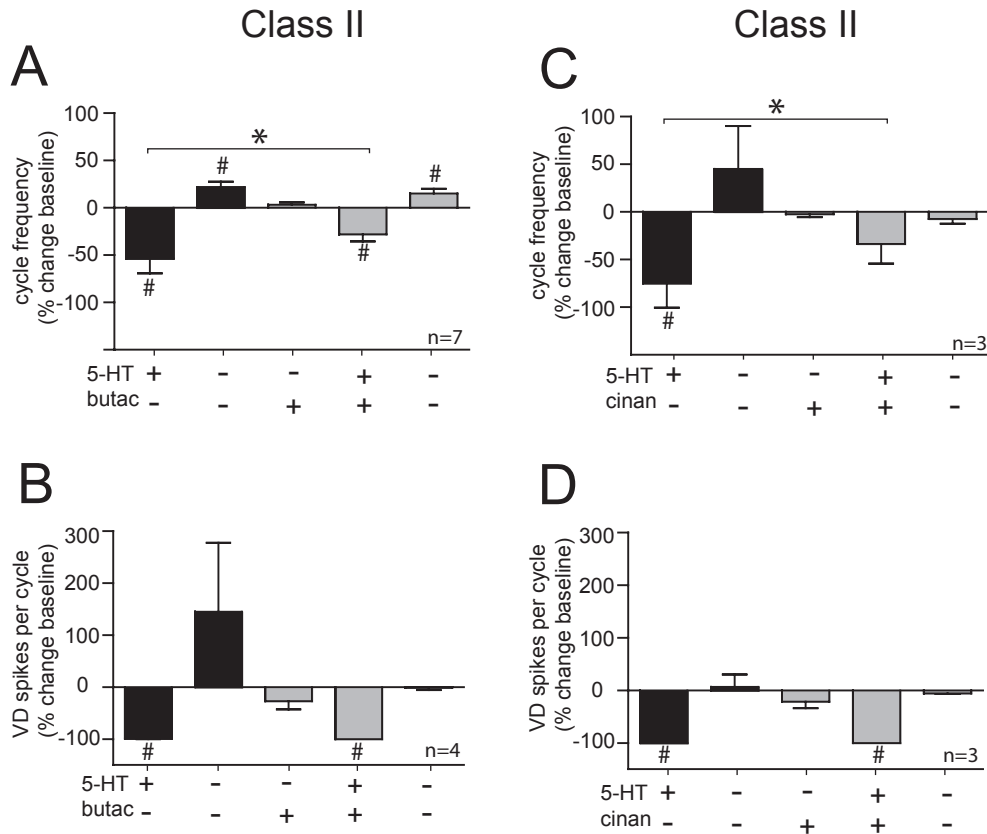 Class II
A
cycle frequency
(% change baseline)
100
50
0
-50
-100
*
#
#
#
#
n=7
5-HT + - - + -
butac - - + + -
Class II
C
cycle frequency
(% change baseline)
100
50
0
-50
-100
*
#
n=3
5-HT + - - + -
cinan - - + + -
B
VD spikes per cycle
(% change baseline)
300
200
100
0
-100
#
#
n=4
5-HT + - - + -
butac - - + + -
D
VD spikes per cycle
(% change baseline)
300
200
100
0
-100
#
#
n=3
5-HT + - - + -
cinan - - + + -